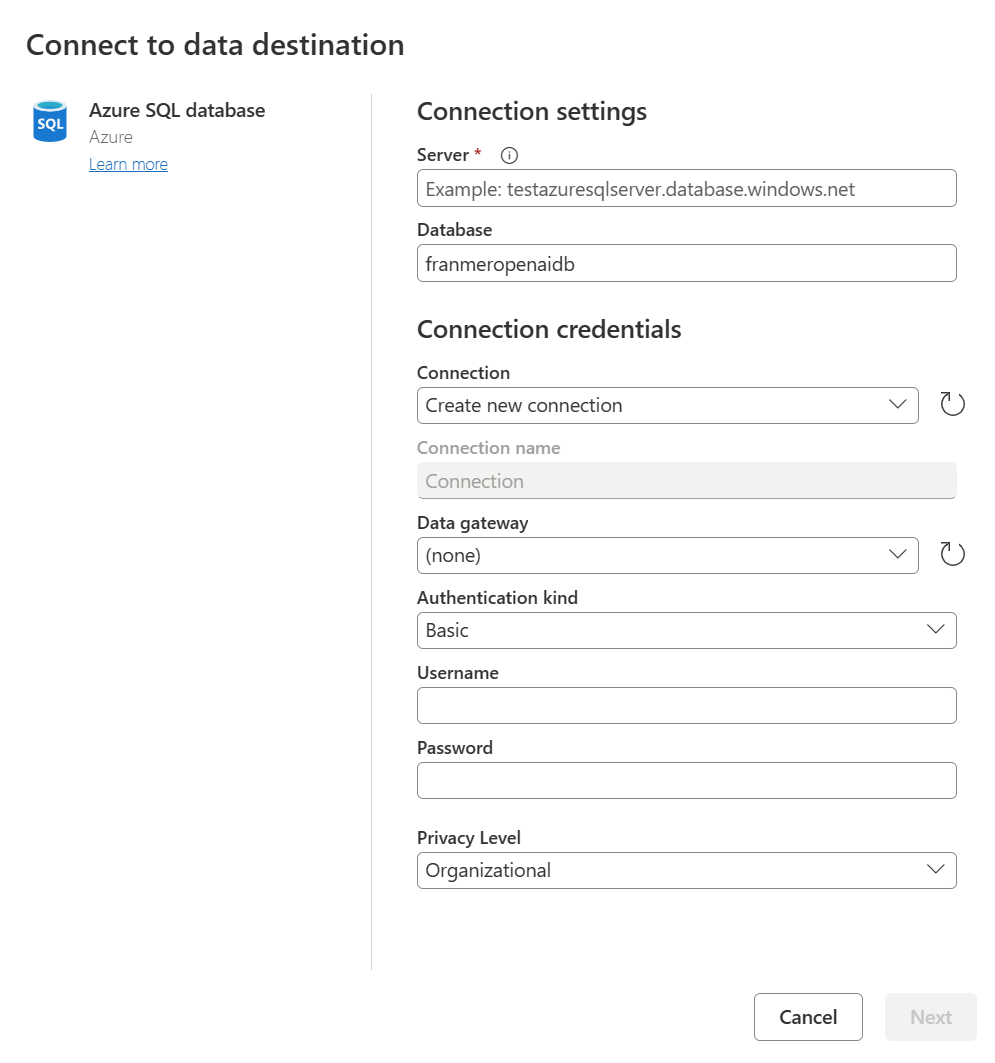 Connect to data destination
SQL
Azure SQL database
Azure
Learn more
Connection settings
Server *
Example: testazuresqlserver.database.windows.net
Database
franmeropenaidb
Connection credentials
Connection
Create new connection
Connection name
Connection
Data gateway
(none)
Authentication kind
Basic
Username
Password
Privacy Level
Organizational
Cancel
Next